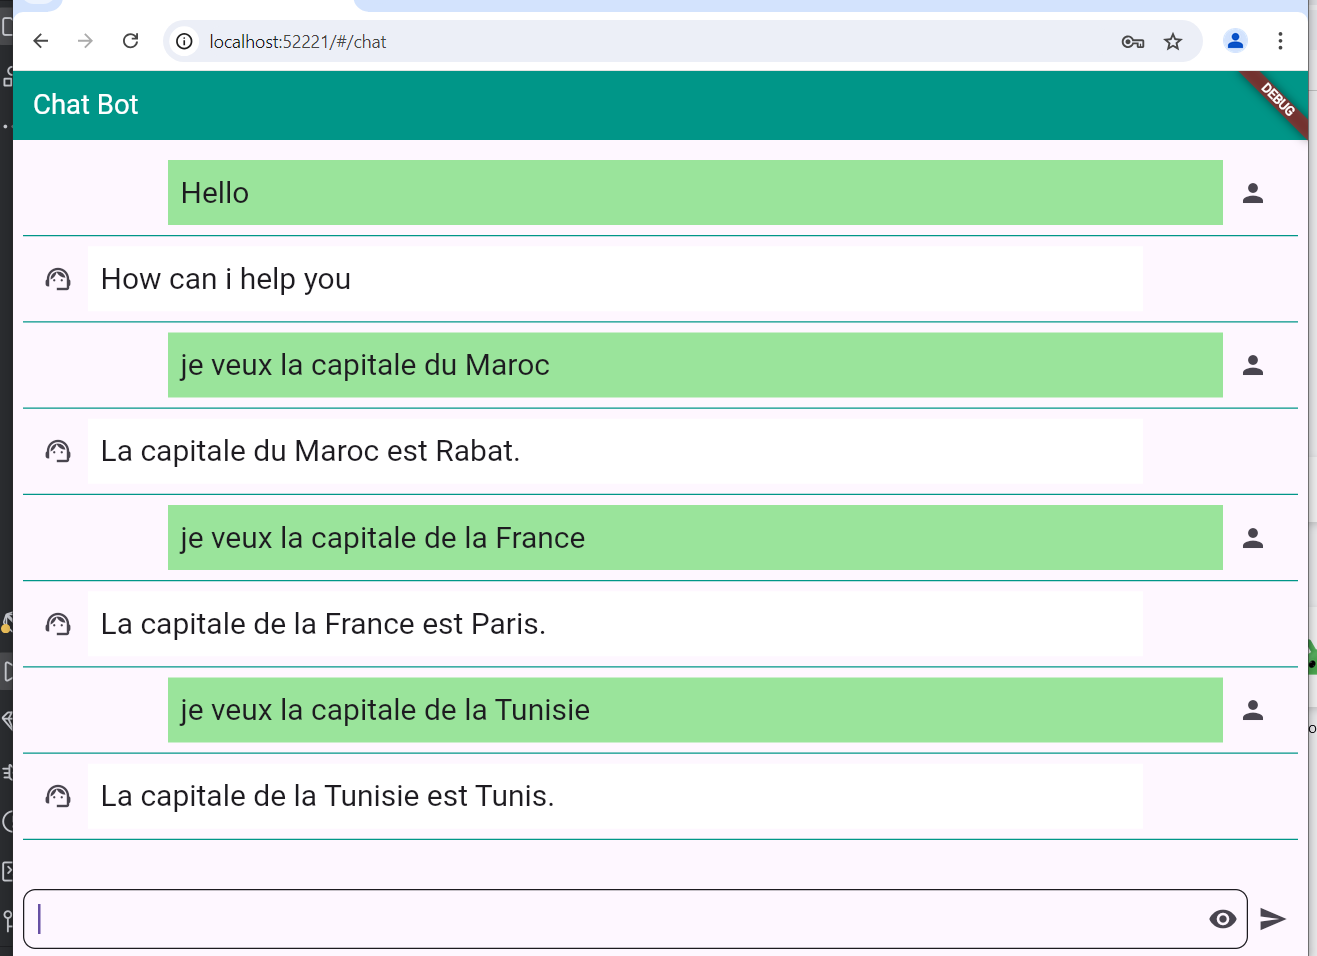 localhost:52221/#/chat
Chat Bot
DEBUG
Hello
How can i help you
je veux la capitale du Maroc
La capitale du Maroc est Rabat.
je veux la capitale de la France
La capitale de la France est Paris.
je veux la capitale de la Tunisie
La capitale de la Tunisie est Tunis.